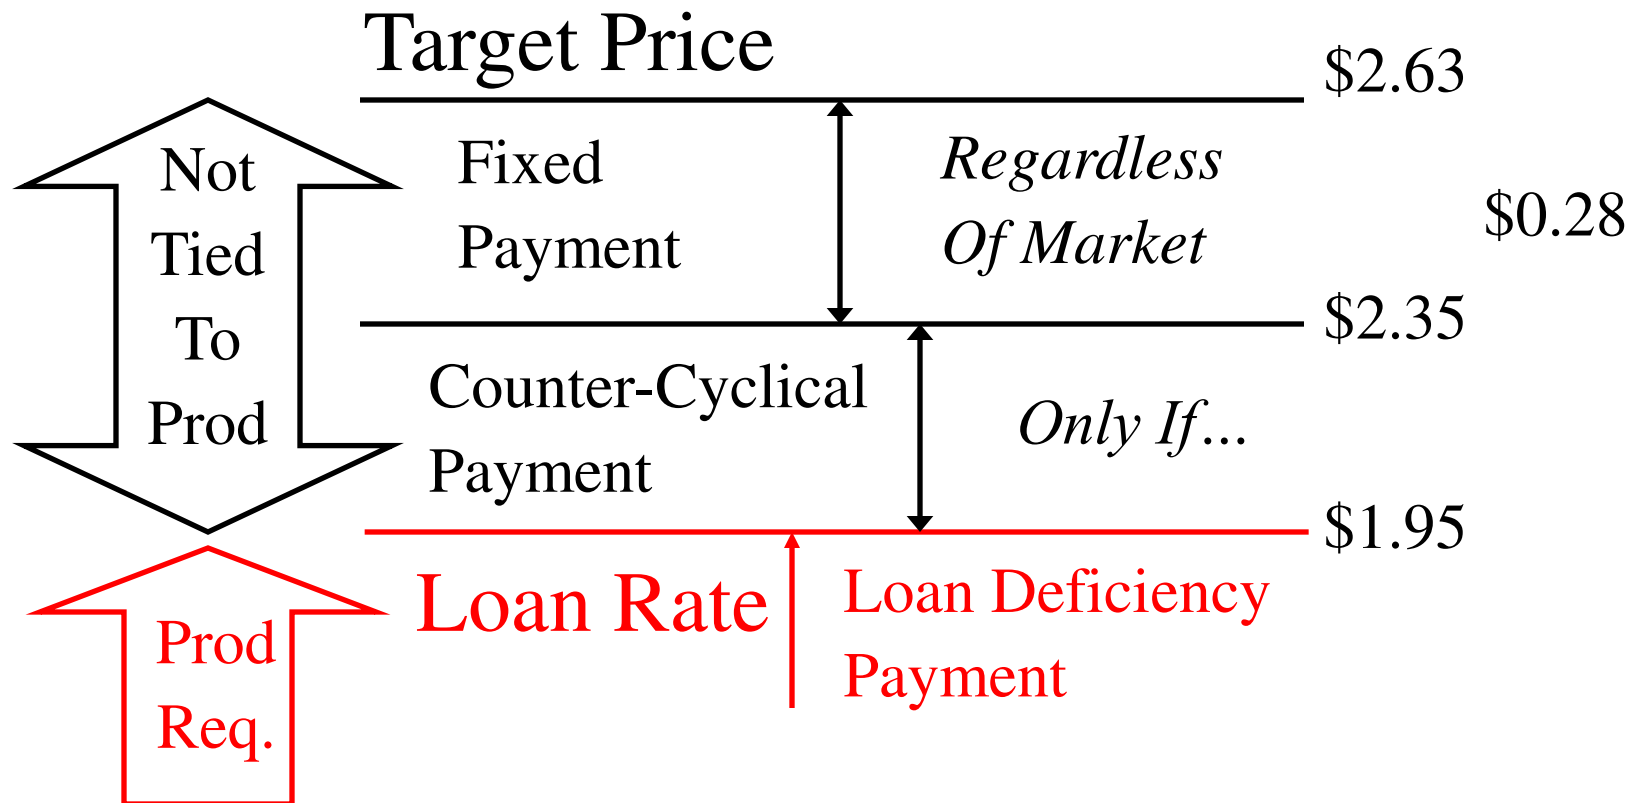 Target Price
$2.63
Not
Tied
To
Prod
Fixed
Payment
Regardless
Of Market
$0.28
$2.35
Counter-Cyclical
Payment
Only If...
$1.95
Loan Rate
Loan Deficiency
Payment
Prod
Req.